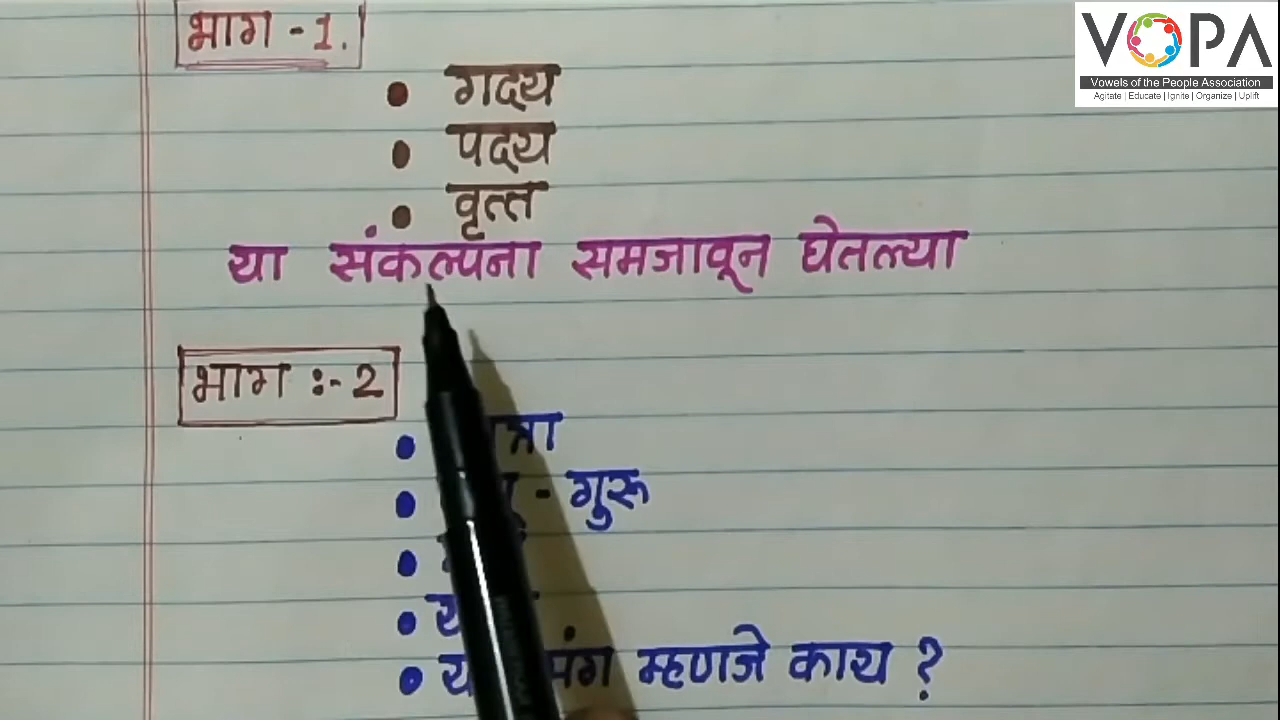 भाग - 1.
VOPA
Vowels of the People Association
Agitate | Educate | Ignite | Organize | Uplift
• गद्य
• पद्य
• वृत्त
या संकल्पना समजावून घेतल्या
भाग :- 2
•
• - गुरू
•
•
• म्हणजे काय ?